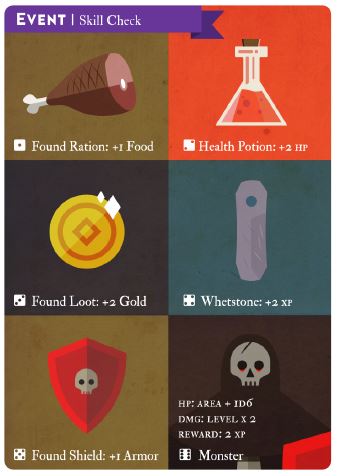 EVENT | Skill Check
Found Ration: +1 Food
Health Potion: +2 HP
Found Loot: +2 Gold
Whetstone: +2 XP
Found Shield: +1 Armor
HP: AREA + 1D6
DMG: LEVEL X 2
REWARD: 2 XP
Monster